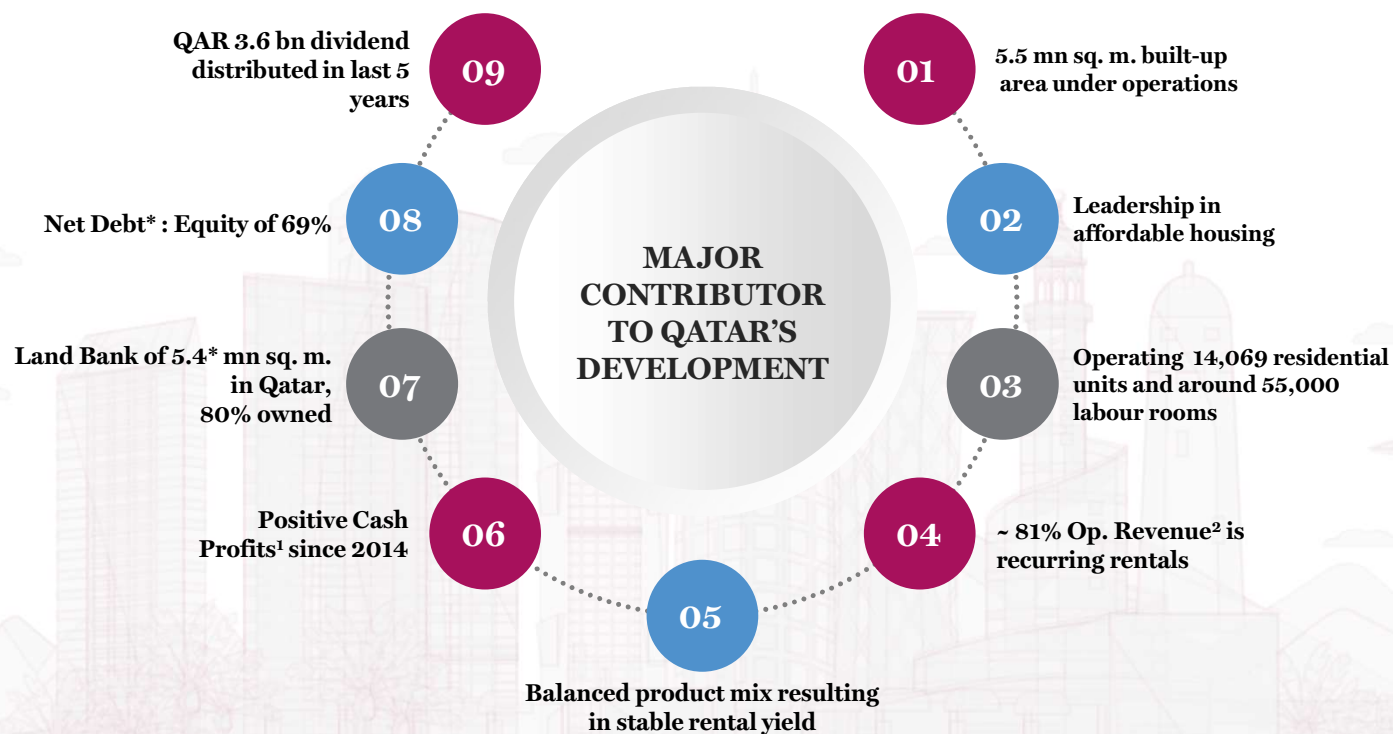 MAJOR
CONTRIBUTOR
TO QATAR’S
DEVELOPMENT
01
5.5 mn sq. m. built-up
area under operations
02
Leadership in
affordable housing
03
Operating 14,069 residential
units and around 55,000
labour rooms
04
~ 81% Op. Revenue² is
recurring rentals
05
Balanced product mix resulting
in stable rental yield
06
Positive Cash
Profits¹ since 2014
07
Land Bank of 5.4* mn sq. m.
in Qatar,
80% owned
08
Net Debt* : Equity of 69%
09
QAR 3.6 bn dividend
distributed in last 5
years